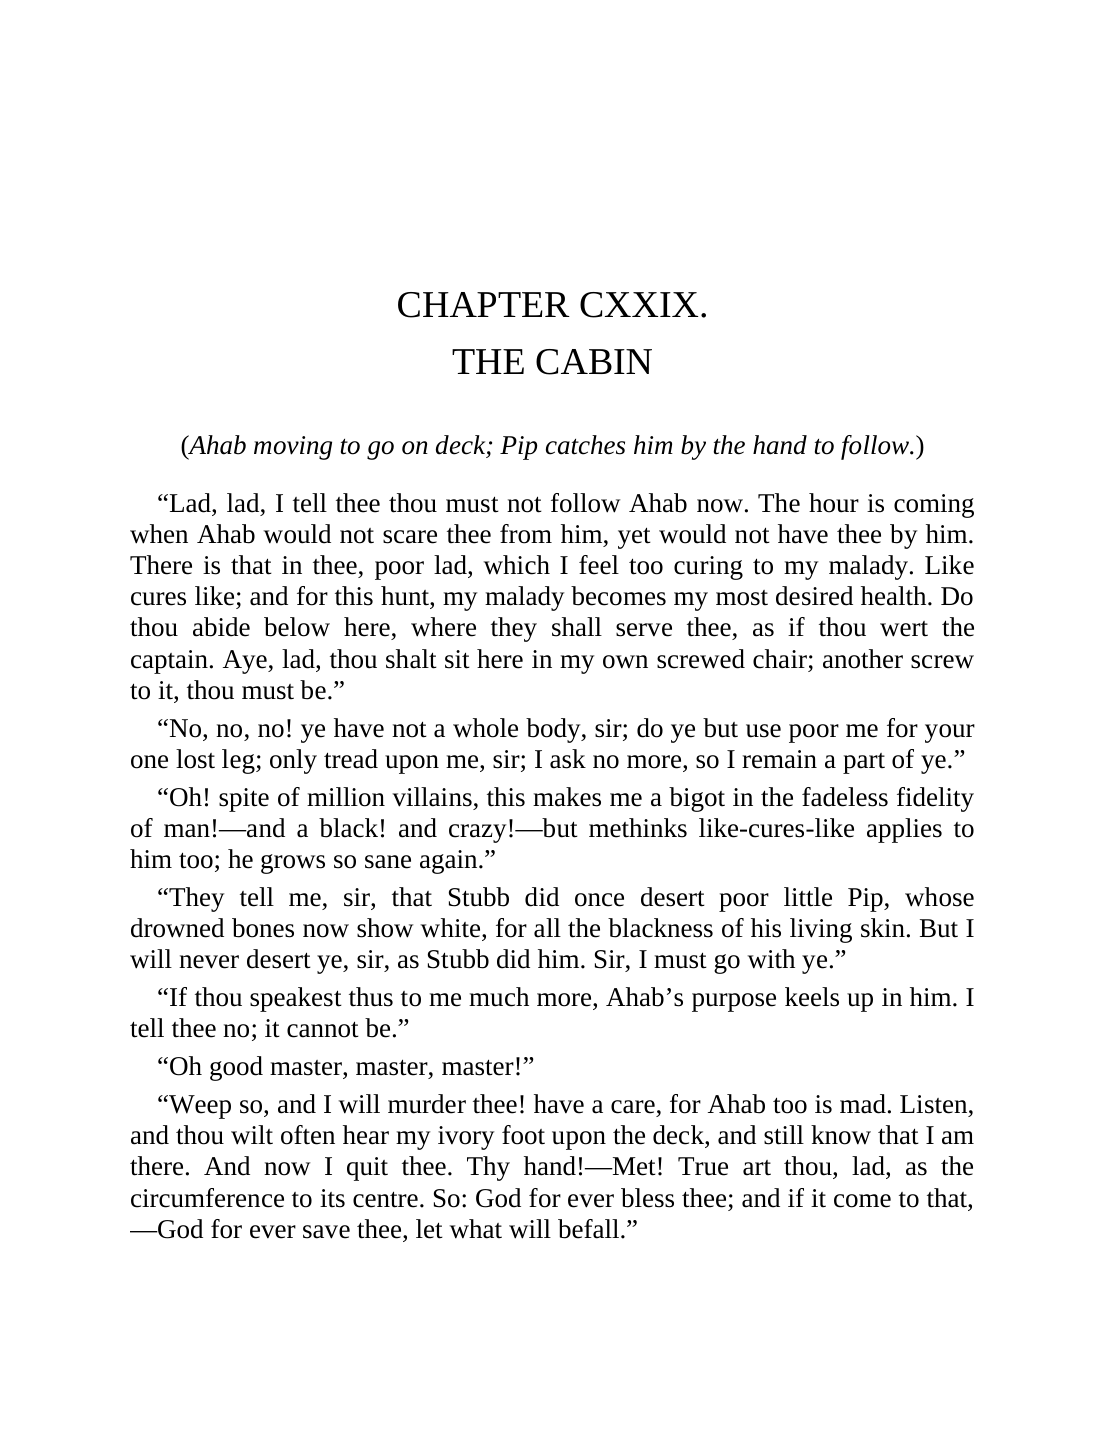 CHAPTER CXXIX.
THE CABIN
(Ahab moving to go on deck; Pip catches him by the hand to follow.)
“Lad, lad, I tell thee thou must not follow Ahab now. The hour is coming
when Ahab would not scare thee from him, yet would not have thee by him.
There is that in thee, poor lad, which I feel too curing to my malady. Like
cures like; and for this hunt, my malady becomes my most desired health. Do
thou abide below here, where they shall serve thee, as if thou wert the
captain. Aye, lad, thou shalt sit here in my own screwed chair; another screw
to it, thou must be.”
“No, no, no! ye have not a whole body, sir; do ye but use poor me for your
one lost leg; only tread upon me, sir; I ask no more, so I remain a part of ye.”
“Oh! spite of million villains, this makes me a bigot in the fadeless fidelity
of man!—and a black! and crazy!—but methinks like-cures-like applies to
him too; he grows so sane again.”
“They tell me, sir, that Stubb did once desert poor little Pip, whose
drowned bones now show white, for all the blackness of his living skin. But I
will never desert ye, sir, as Stubb did him. Sir, I must go with ye.”
“If thou speakest thus to me much more, Ahab’s purpose keels up in him. I
tell thee no; it cannot be.”
“Oh good master, master, master!”
“Weep so, and I will murder thee! have a care, for Ahab too is mad. Listen,
and thou wilt often hear my ivory foot upon the deck, and still know that I am
there. And now I quit thee. Thy hand!—Met! True art thou, lad, as the
circumference to its centre. So: God for ever bless thee; and if it come to that,
—God for ever save thee, let what will befall.”